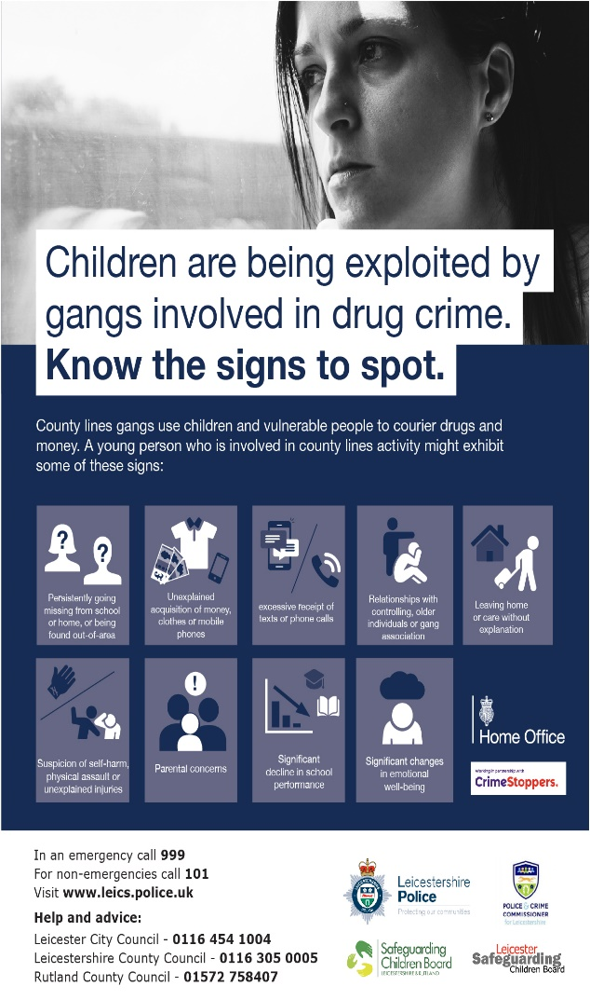 Children are being exploited by
gangs involved in drug crime.
Know the signs to spot.
County lines gangs use children and vulnerable people to courier drugs and
money. A young person who is involved in county lines activity might exhibit
some of these signs:
?
?
Persistently going
missing from school
or home, or being
found out-of-area
Unexplained
acquisition of money,
clothes or mobile
phones
excessive receipt of
texts or phone calls
Relationships with
controlling, older
individuals or gang
association
Leaving home
or care without
explanation
Suspicion of self-harm,
physical assault or
unexplained injuries
!
Parental concerns
Significant
decline in school
performance
Significant changes
in emotional
well-being
Home Office
Working in partnership with
CrimeStoppers.
In an emergency call 999
For non-emergencies call 101
Visit www.leics.police.uk
Help and advice:
Leicester City Council - 0116 454 1004
Leicestershire County Council - 0116 305 0005
Rutland County Council - 01572 758407
Leicestershire
Police
Protecting our communities
POLICE & CRIME
COMMISSIONER
for Leicestershire
Safeguarding
Children Board
LEICESTERSHIRE & RUTLAND
Leicester
Safeguarding
Children Board